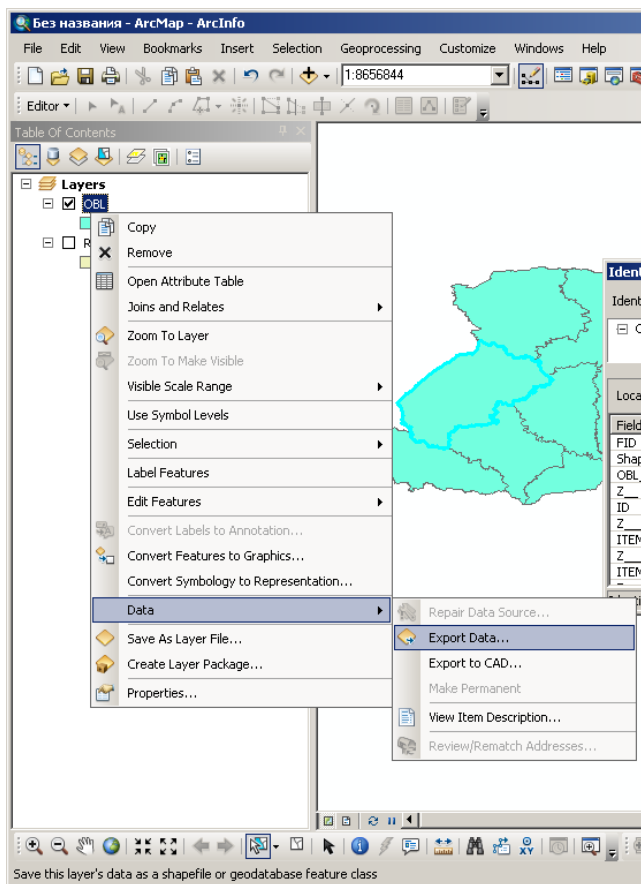 Без названия - ArcMap - ArcInfo
File Edit View Bookmarks Insert Selection Geoprocessing Customize Windows Help
1:8656844
Editor
Table Of Contents
Layers
OBL
R
Copy
Remove
Open Attribute Table
Joins and Relates
Zoom To Layer
Zoom To Make Visible
Visible Scale Range
Use Symbol Levels
Selection
Label Features
Edit Features
Convert Labels to Annotation...
Convert Features to Graphics...
Convert Symbology to Representation...
Data
Save As Layer File...
Create Layer Package...
Properties...
Repair Data Source...
Export Data...
Export to CAD...
Make Permanent
View Item Description...
Review/Rematch Addresses...
Ident
Ident
Loca
Field
FID
Shap
OBL_
Z__
ID
Z__
ITEM
Z__
ITEM
Save this layer's data as a shapefile or geodatabase feature class